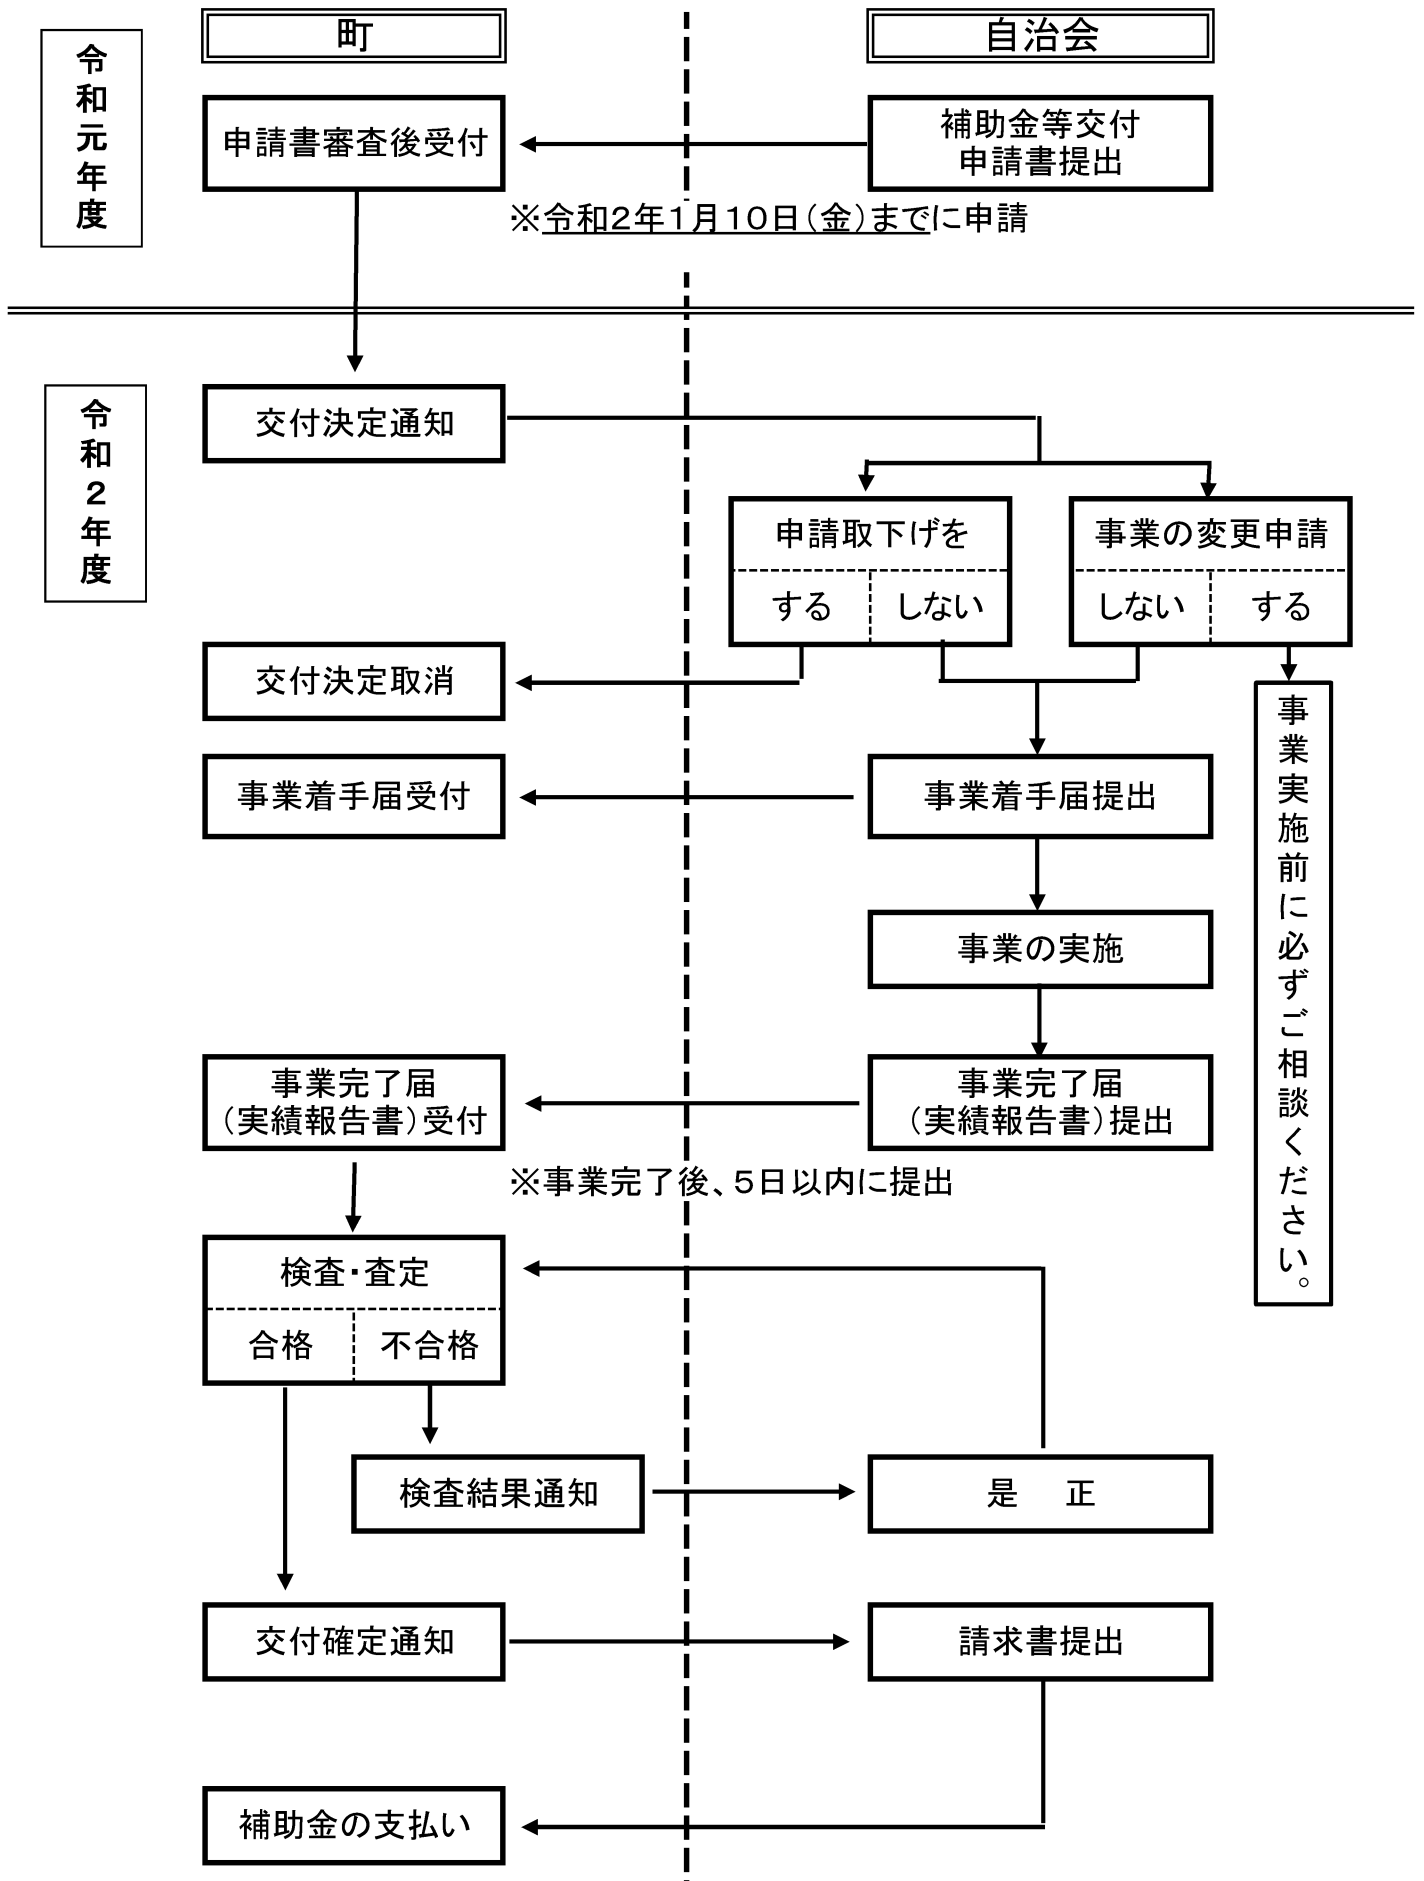 町
自治会
令和元年度
申請書審査後受付
補助金等交付
申請書提出
※令和2年1月10日(金)までに申請
令和2年度
交付決定通知
申請取下げを
する
しない
事業の変更申請
しない
する
交付決定取消
事業実施前に必ずご相談ください。
事業着手届受付
事業着手届提出
事業の実施
事業完了届
(実績報告書)受付
事業完了届
(実績報告書)提出
※事業完了後、5日以内に提出
検査・査定
合格
不合格
検査結果通知
是 正
交付確定通知
請求書提出
補助金の支払い